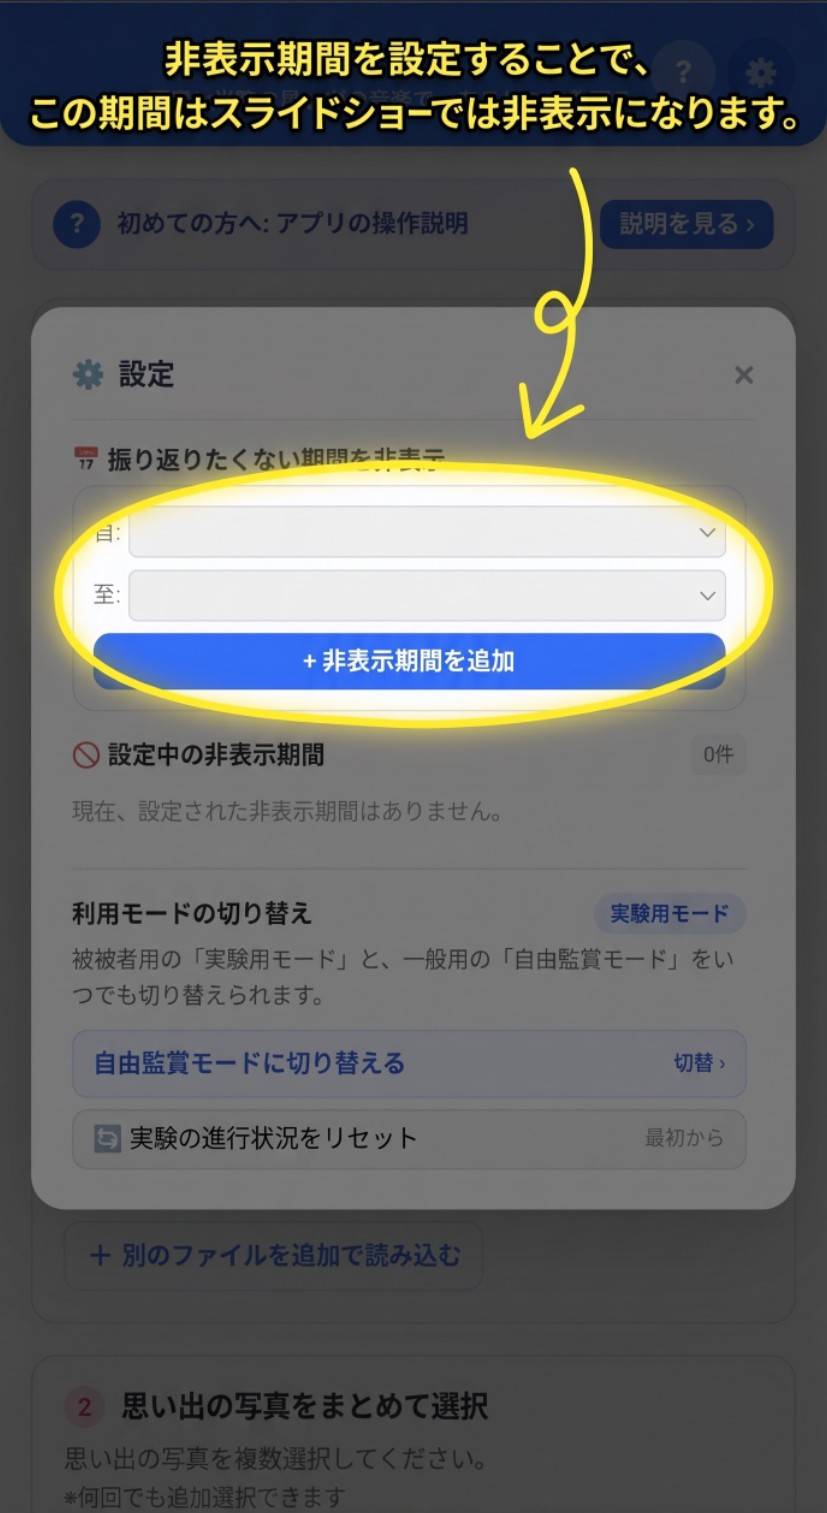 非表示期間を設定することで、
この期間はスライドショーでは非表示になります。
?
? 初めての方へ: アプリの操作説明 説明を見る ›
設定 ×
17 振り返りたくない期間を非表示
自:
至:
+ 非表示期間を追加
設定中の非表示期間 0件
現在、設定された非表示期間はありません。
利用モードの切り替え 実験用モード
被被者用の「実験用モード」と、一般用の「自由監賞モード」をい
つでも切り替えられます。
自由監賞モードに切り替える 切替 ›
実験の進行状況をリセット 最初から
+ 別のファイルを追加で読み込む
2 思い出の写真をまとめて選択
思い出の写真を複数選択してください。
※何回でも追加選択できます